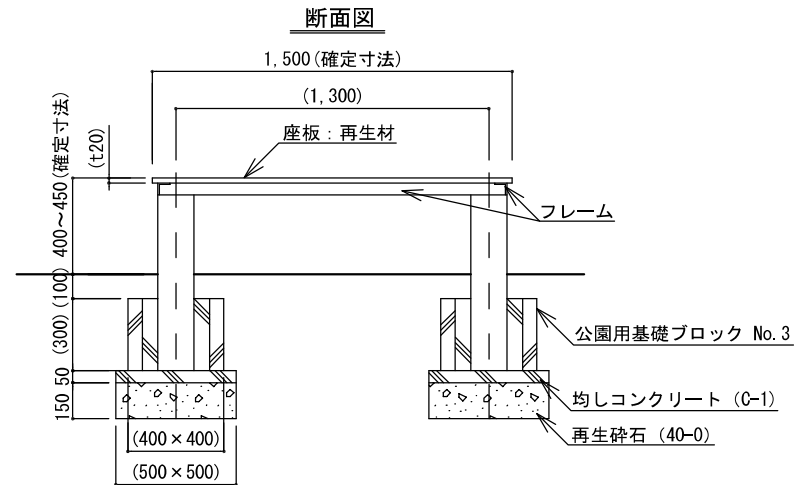 断面図
1,500(確定寸法)
(1,300)
座板：再生材
(t20)
400～450(確定寸法)
フレーム
(100)
(300)
公園用基礎ブロック No.3
50
150
均しコンクリート (C-1)
再生砕石 (40-0)
(400×400)
(500×500)